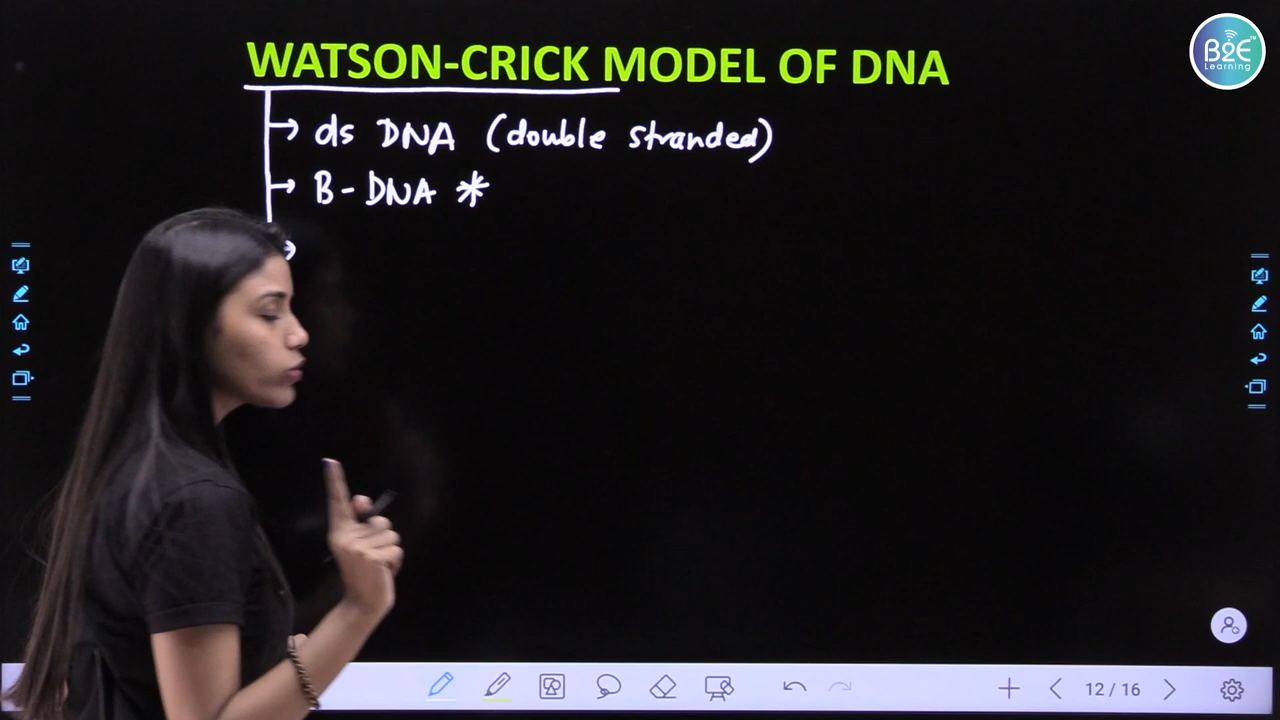 WATSON-CRICK MODEL OF DNA
B2E
Learning
→ ds DNA (double stranded)
→ B-DNA *
12 / 16